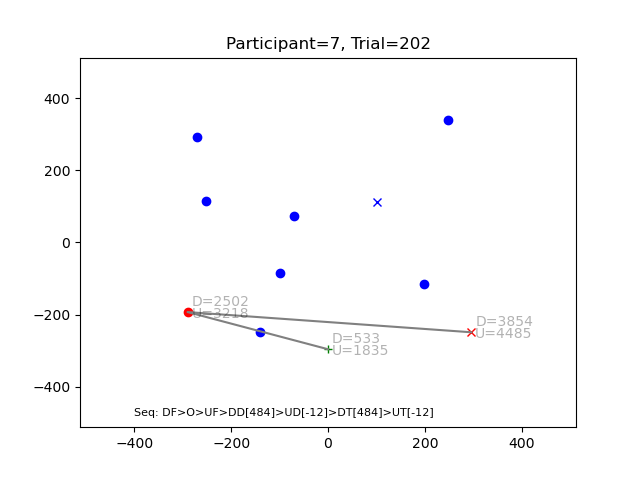 Participant=7, Trial=202
400
200
0
−200
−400
D=2502
U=3218
D=3854
U=4485
D=533
U=1835
Seq: DF>O>UF>DD[484]>UD[-12]>DT[484]>UT[-12]
−400 −200 0 200 400